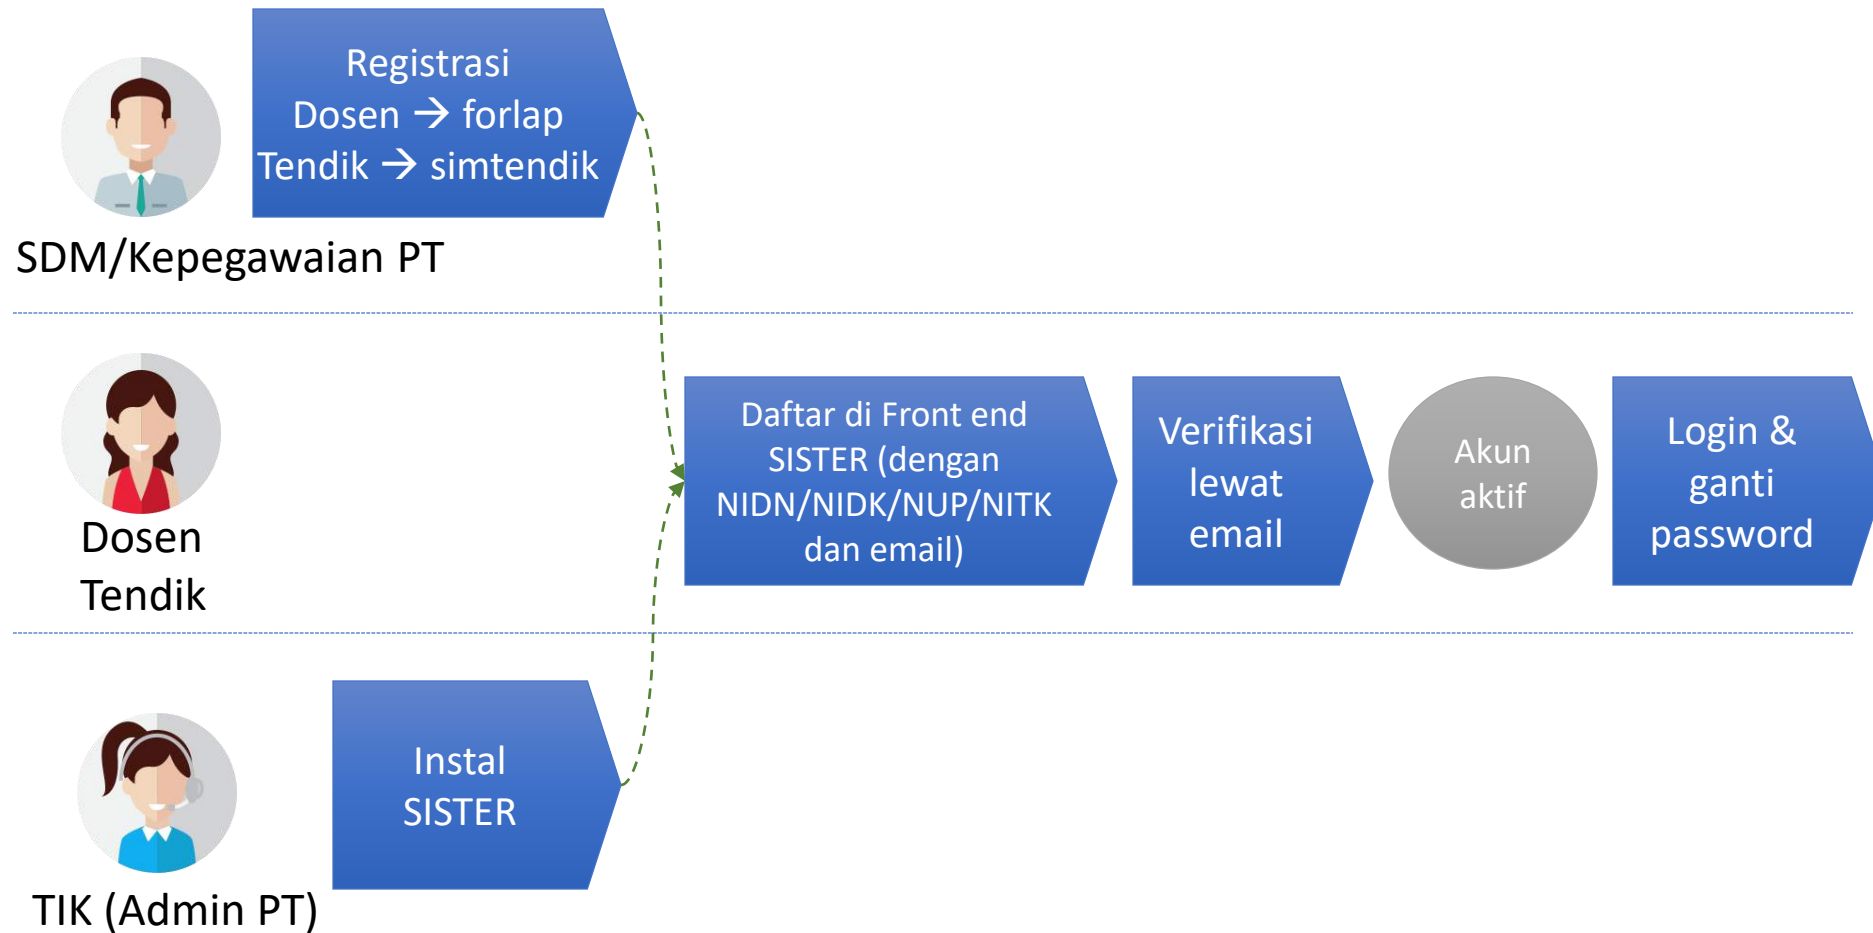 Registrasi
Dosen → forlap
Tendik → simtendik
SDM/Kepegawaian PT
Daftar di Front end
SISTER (dengan
NIDN/NIDK/NUP/NITK
dan email)
Verifikasi
lewat
email
Akun
aktif
Login &
ganti
password
Dosen
Tendik
Instal
SISTER
TIK (Admin PT)